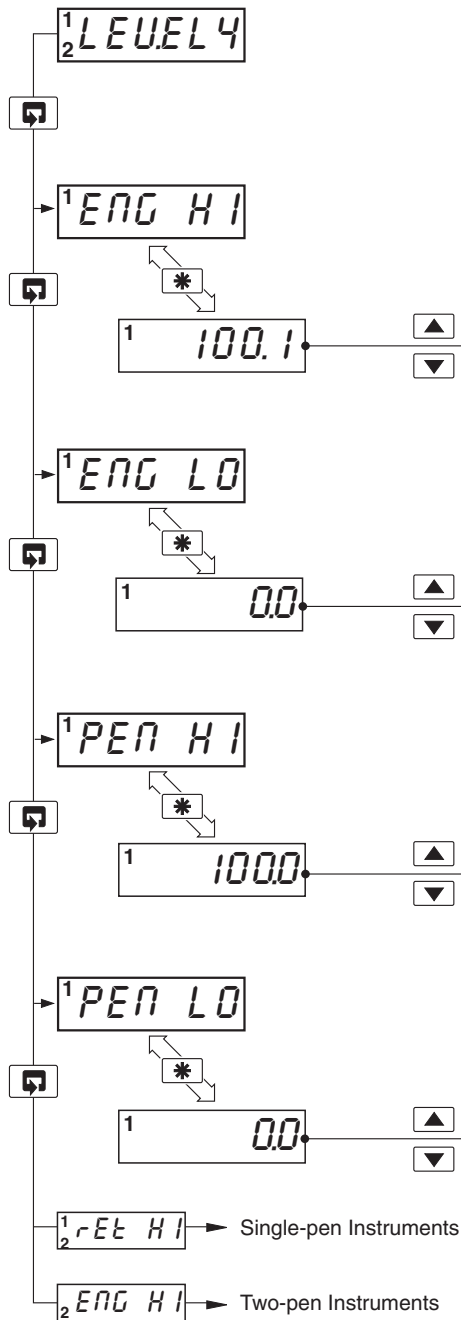 1
2 LEVEL 4
1 ENG HI
1 100.1
1 ENG LO
1 0.0
1 PEN HI
1 100.0
1 PEN LO
1 0.0
1
2 rEt HI Single-pen Instruments
2 ENG HI Two-pen Instruments